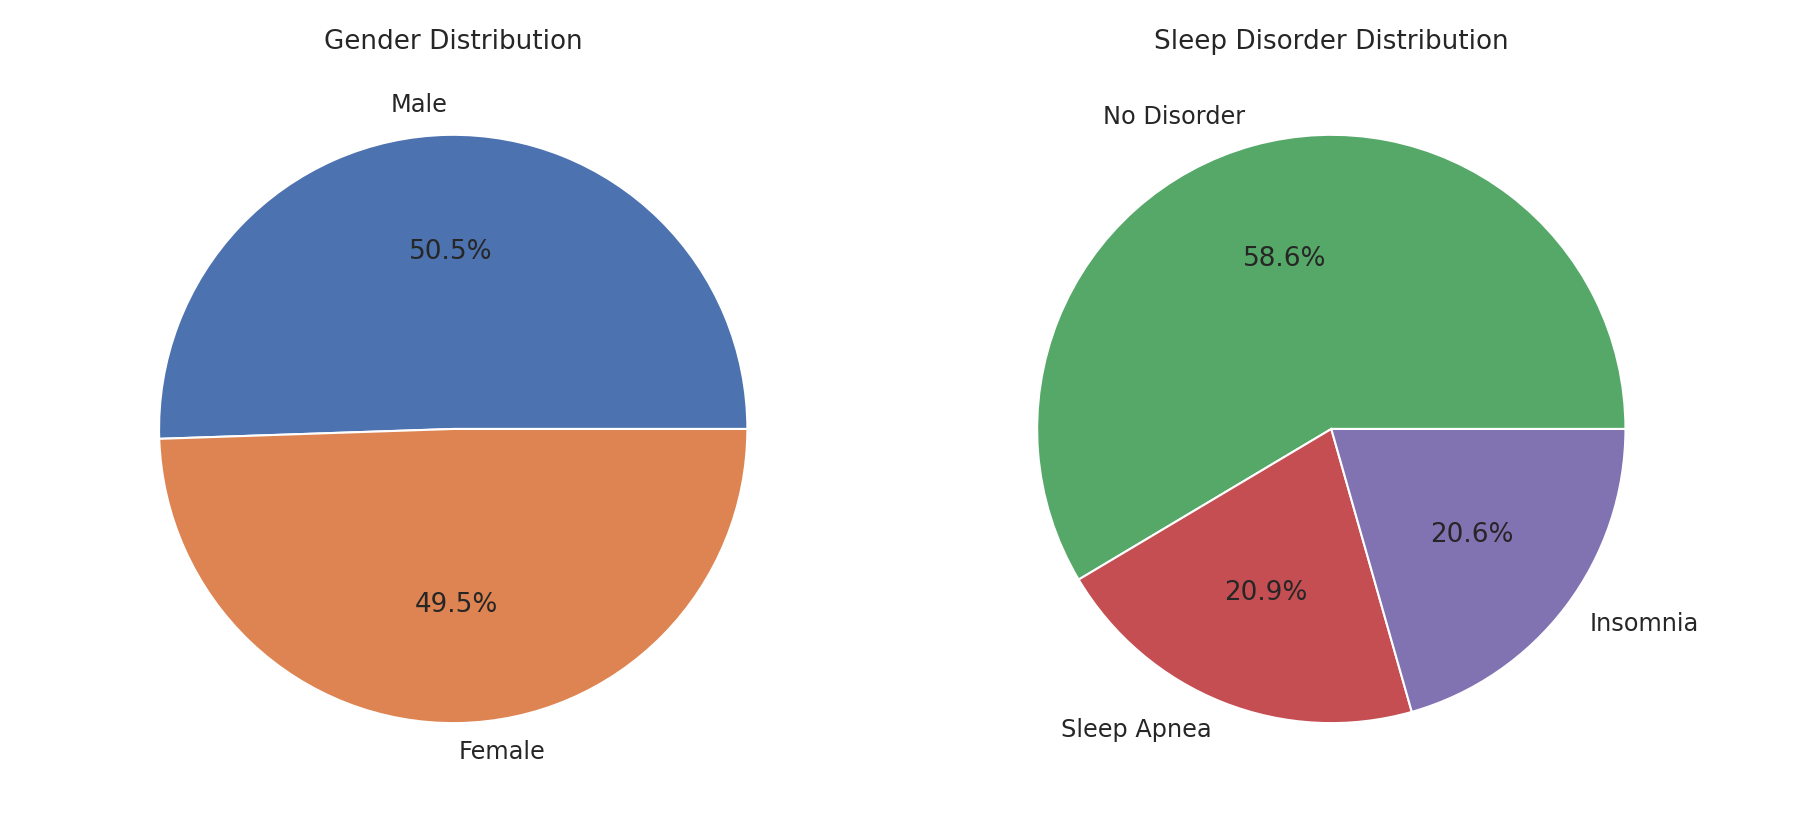 Gender Distribution
Male
50.5%
49.5%
Female
Sleep Disorder Distribution
No Disorder
58.6%
20.6%
20.9%
Insomnia
Sleep Apnea